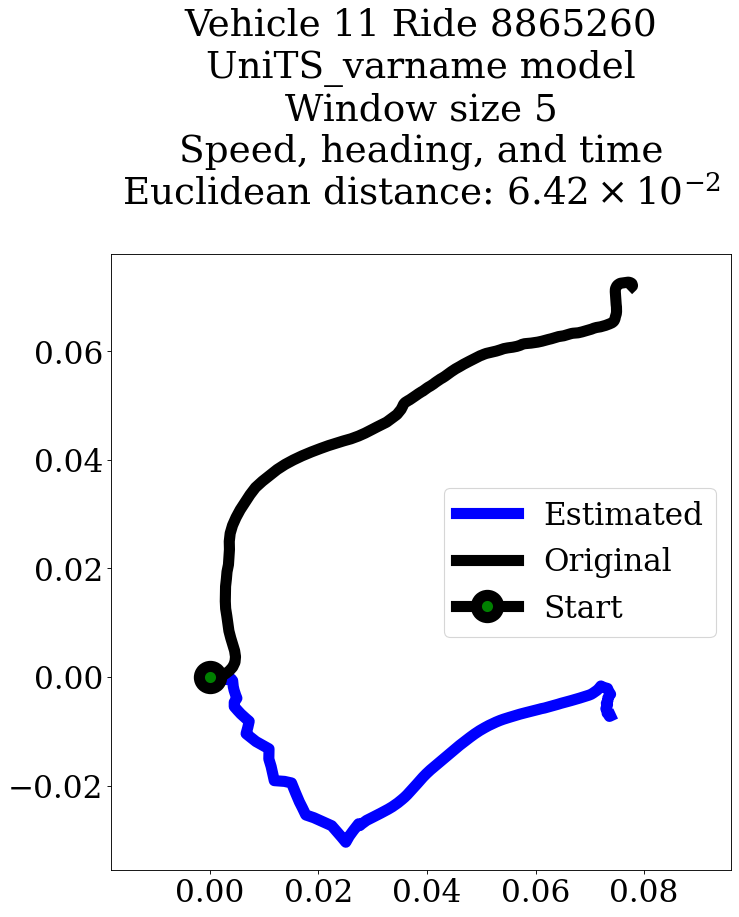 Vehicle 11 Ride 8865260
UniTS_varname model
Window size 5
Speed, heading, and time
Euclidean distance: 6.42 × 10⁻²
0.06
0.04
0.02
0.00
−0.02
Estimated
Original
Start
0.00 0.02 0.04 0.06 0.08